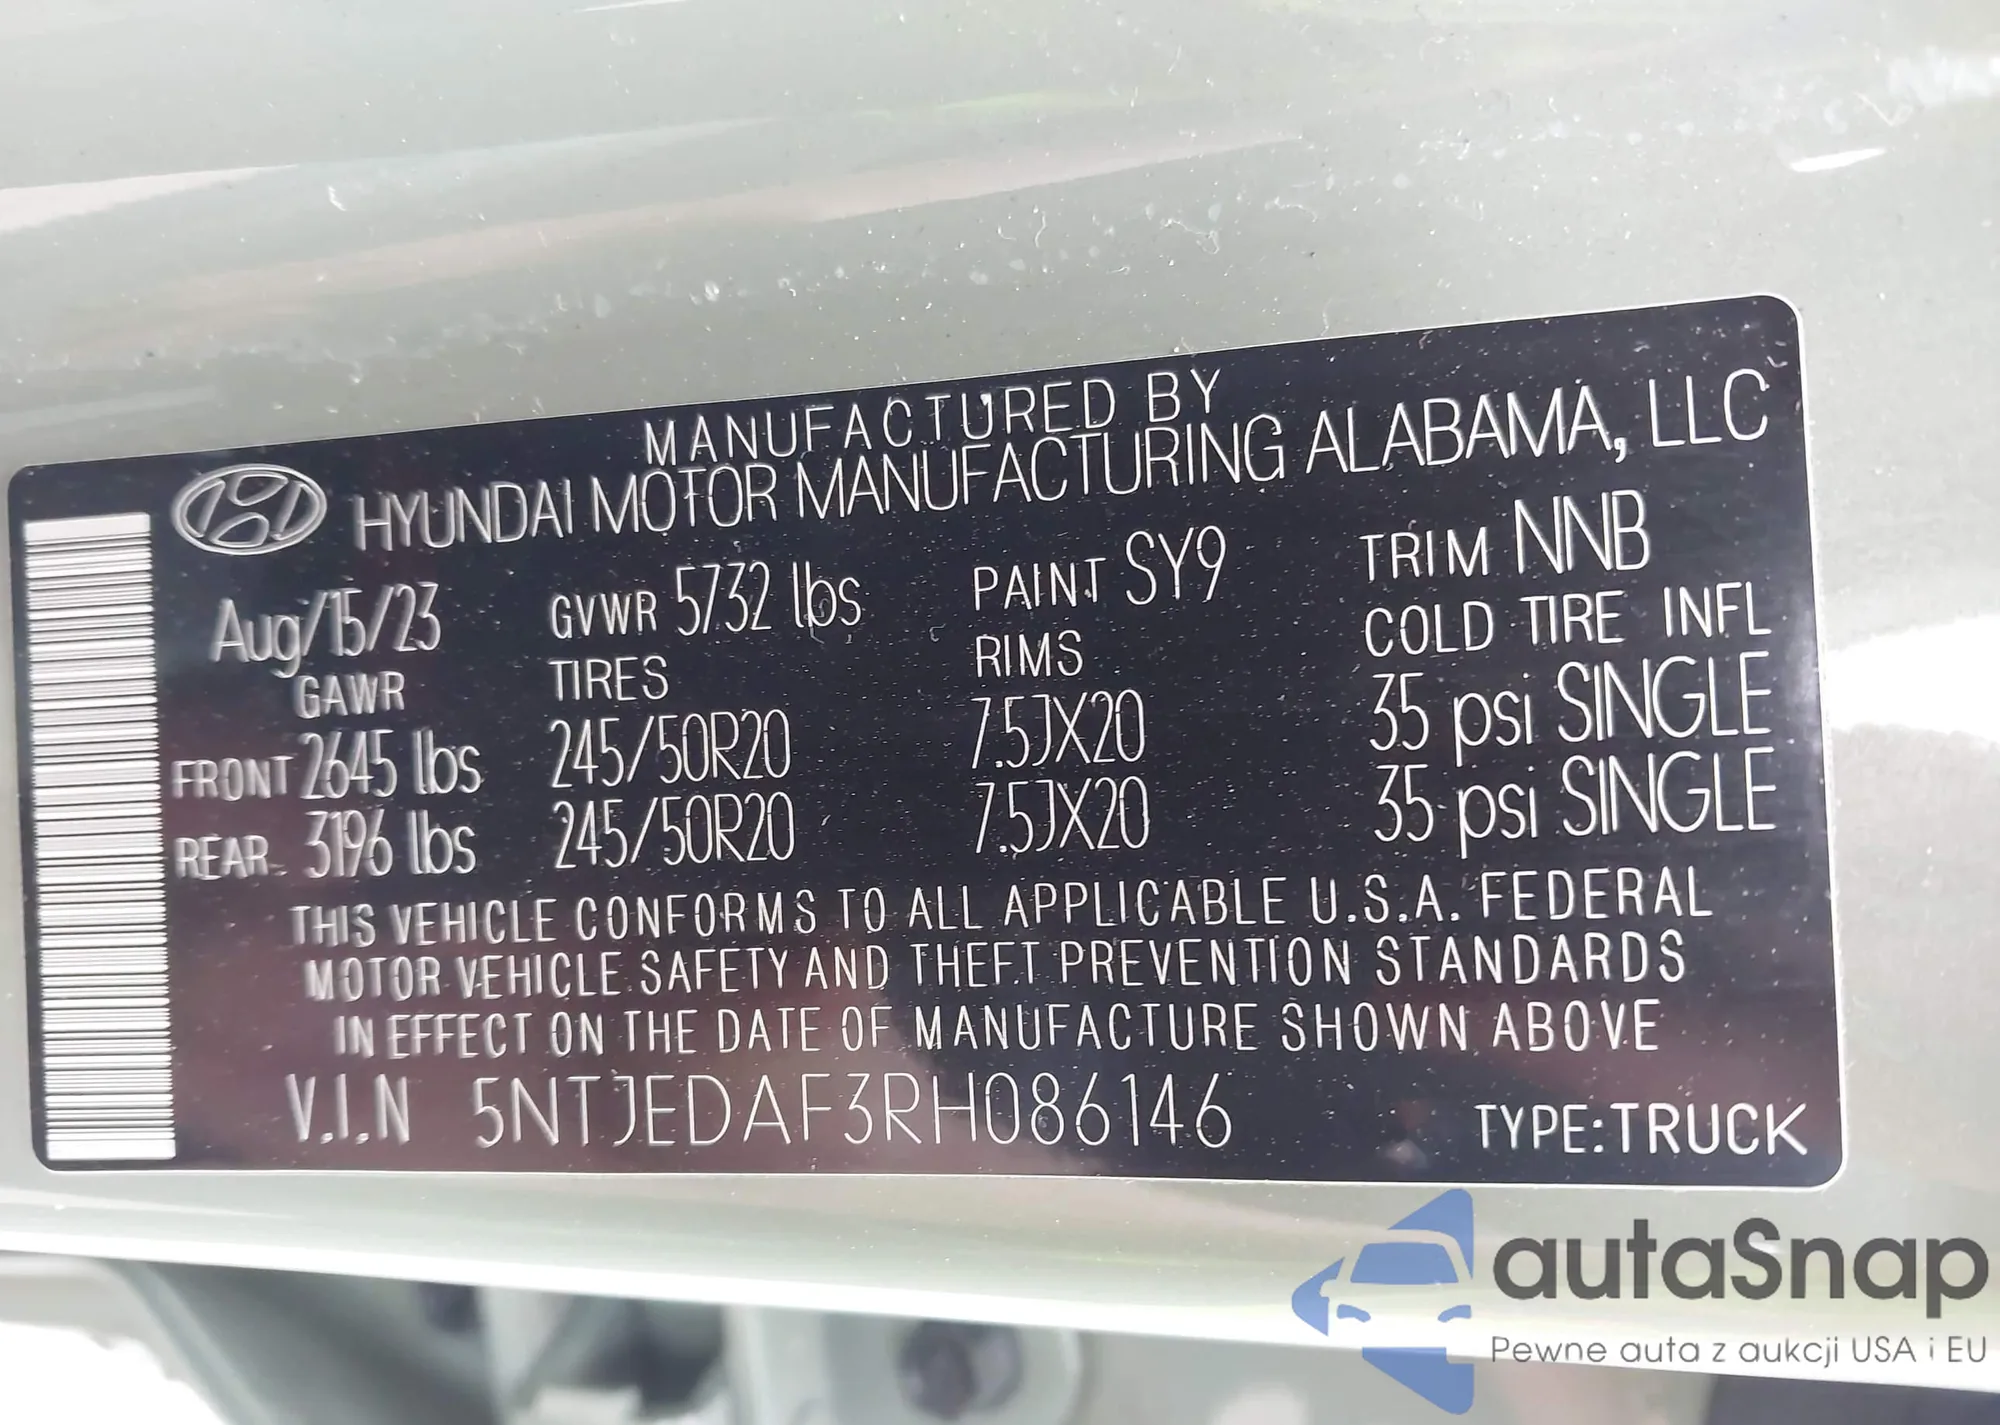 MANUFACTURED BY
HYUNDAI MOTOR MANUFACTURING ALABAMA, LLC
Aug/15/23 GVWR 5732 lbs PAINT SY9 TRIM NNB
GAWR TIRES RIMS COLD TIRE INFL
FRONT 2645 lbs 245/50R20 7.5JX20 35 psi SINGLE
REAR 3196 lbs 245/50R20 7.5JX20 35 psi SINGLE
THIS VEHICLE CONFORMS TO ALL APPLICABLE U.S.A. FEDERAL
MOTOR VEHICLE SAFETY AND THEFT PREVENTION STANDARDS
IN EFFECT ON THE DATE OF MANUFACTURE SHOWN ABOVE
V.I.N 5NTJEDAF3RH086146 TYPE:TRUCK
autaSnap
Pewne auta z aukcji USA i EU